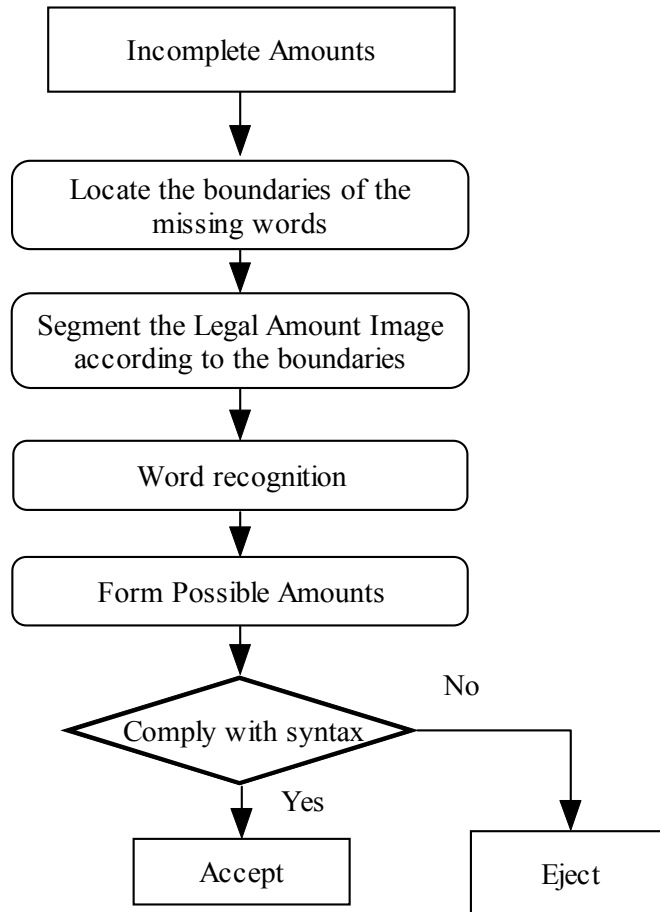 Incomplete Amounts
Locate the boundaries of the
missing words
Segment the Legal Amount Image
according to the boundaries
Word recognition
Form Possible Amounts
Comply with syntax
No
Yes
Accept
Eject